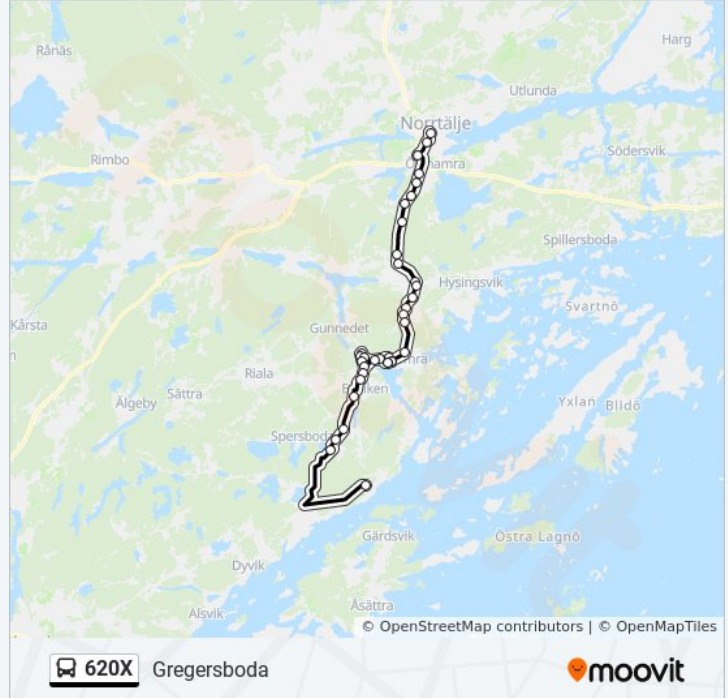 Rånäs
Harg
Utlunda
Norrtälje
Rimbo
Södersvik
Spillersboda
Hysingsvik
Svartnö
Kårsta
Gunnedet
Riala
Sättra
Älgeby
Yxlan
Blidö
Spersboda
Gärdsvik
Östra Lagnö
Dyvik
Åsättra
Alsvik
© OpenStreetMap contributors | © OpenMapTiles
620X
Gregersboda
moovit